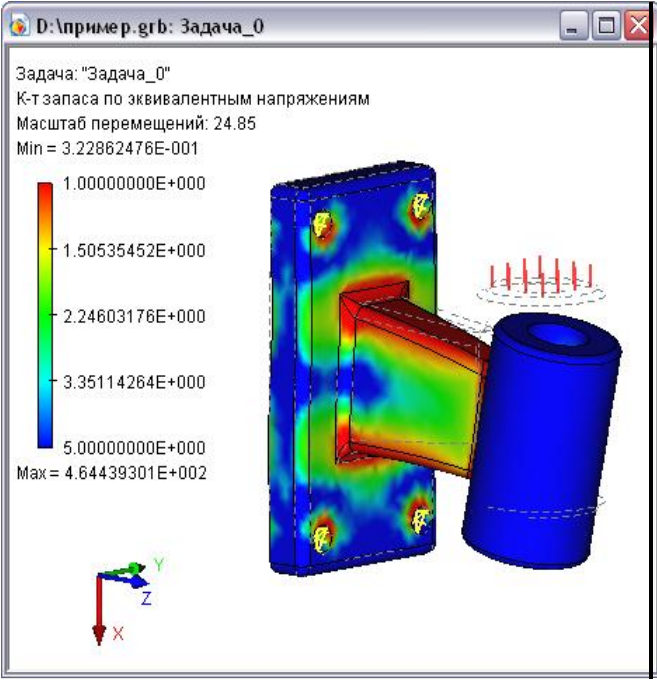 D:\пример.grb: Задача_0
Задача: "Задача_0"
К-т запаса по эквивалентным напряжениям
Масштаб перемещений: 24.85
Min = 3.22862476E-001
1.00000000E+000
1.50535452E+000
2.24603176E+000
3.35114264E+000
5.00000000E+000
Max = 4.64439301E+002
Y
Z
X